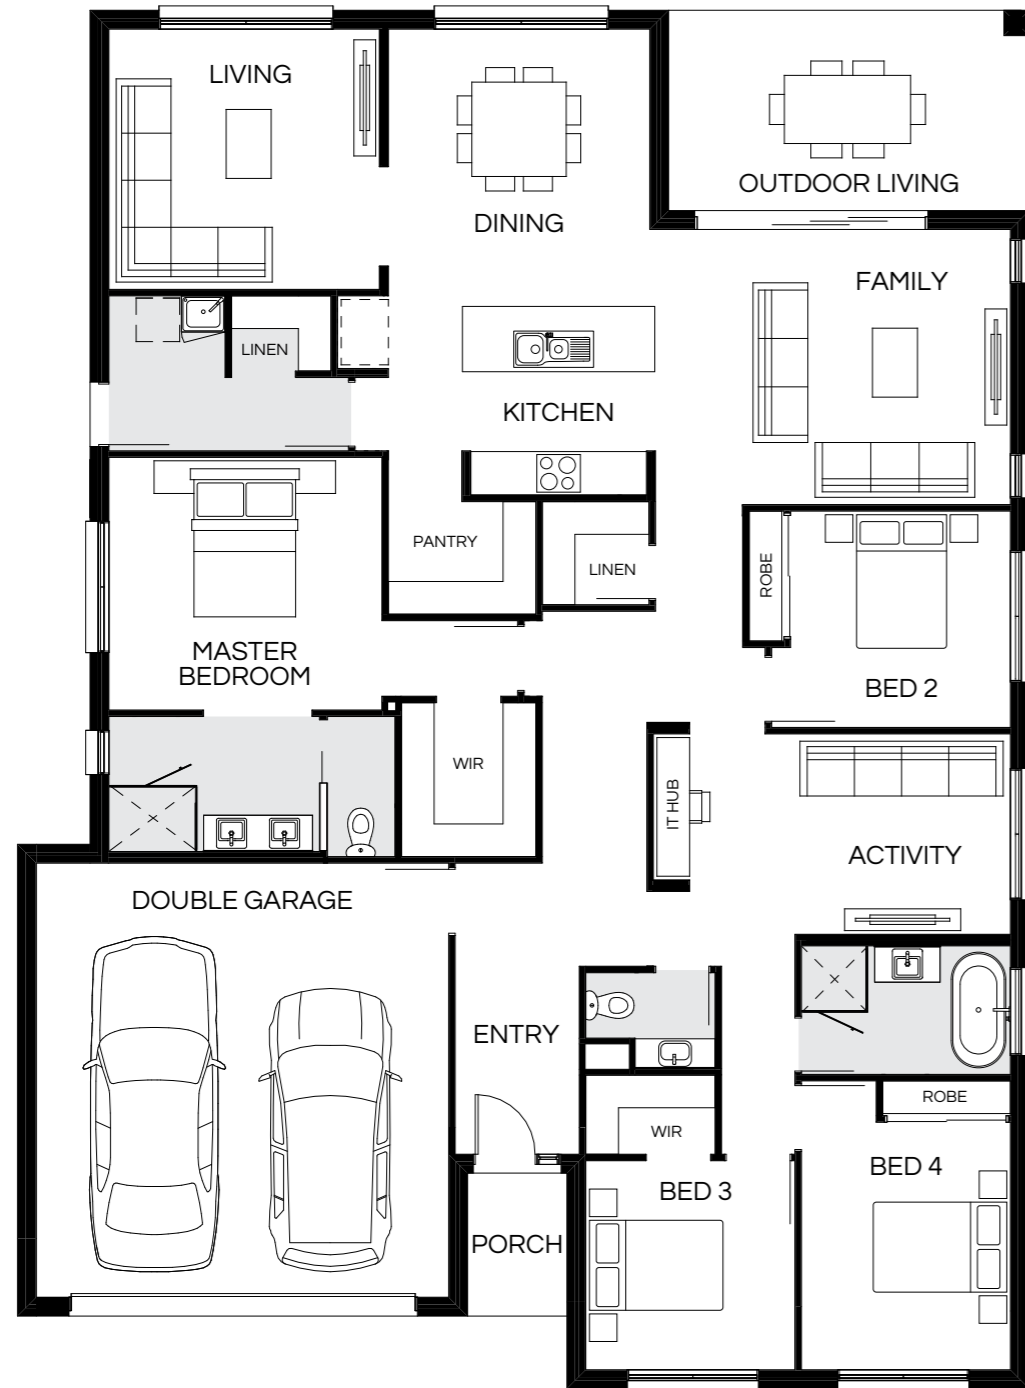 LIVING
DINING
OUTDOOR LIVING
FAMILY
LINEN
KITCHEN
PANTRY
LINEN
ROBE
MASTER
BEDROOM
BED 2
WIR
IT HUB
ACTIVITY
DOUBLE GARAGE
ENTRY
ROBE
WIR
BED 3
BED 4
PORCH